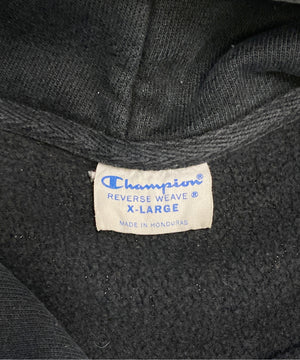 Champion®
REVERSE WEAVE®
X-LARGE
MADE IN HONDURAS